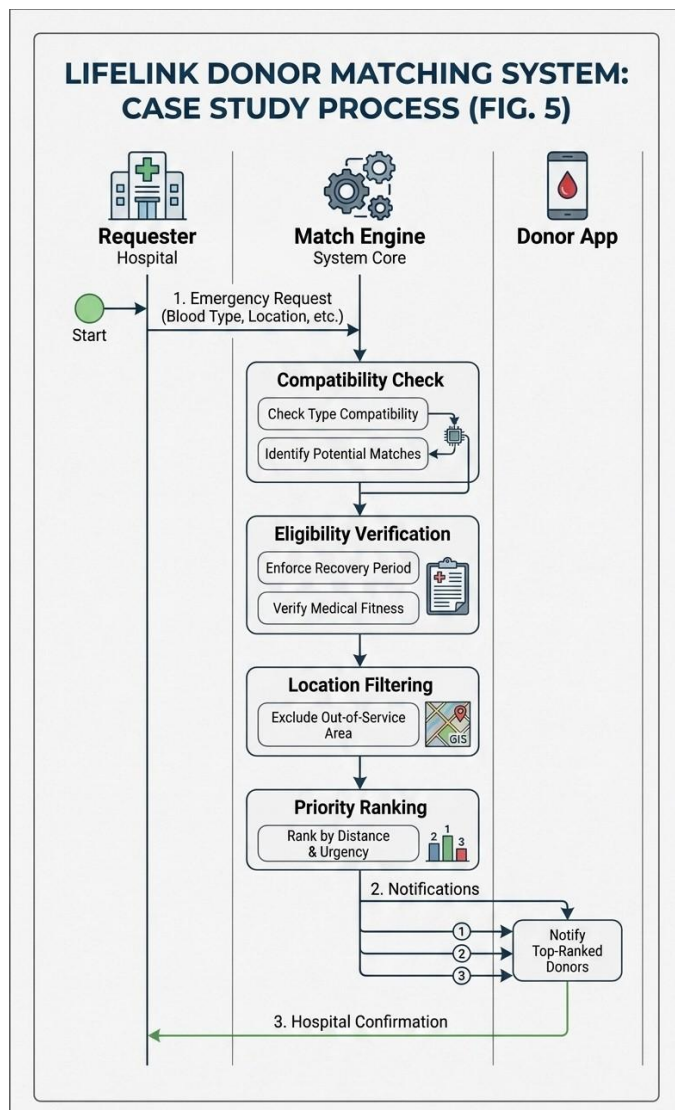 LIFELINK DONOR MATCHING SYSTEM:
CASE STUDY PROCESS (FIG. 5)
Requester
Hospital
Match Engine
System Core
Donor App
Start
1. Emergency Request
(Blood Type, Location, etc.)
Compatibility Check
Check Type Compatibility
Identify Potential Matches
Eligibility Verification
Enforce Recovery Period
Verify Medical Fitness
Location Filtering
Exclude Out-of-Service
Area
GIS
Priority Ranking
Rank by Distance
& Urgency
2 1 3
2. Notifications
1
2
3
Notify
Top-Ranked
Donors
3. Hospital Confirmation